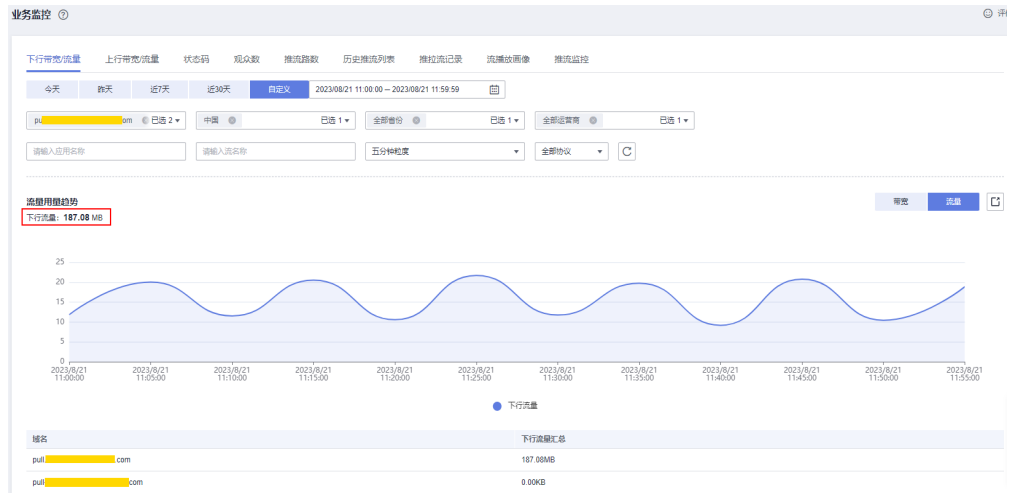 业务监控
评
下行带宽/流量 上行带宽/流量 状态码 观众数 推流路数 历史推流列表 推拉流记录 流播放画像 推流监控
今天 昨天 近7天 近30天 自定义 2023/08/21 11:00:00 – 2023/08/21 11:59:59
pu om 已选 2 中国 已选 1 全部省份 已选 1 全部运营商 已选 1
请输入应用名称 请输入流名称 五分钟粒度 全部协议
流量用量趋势 带宽 流量
下行流量: 187.08 MB
25
20
15
10
5
0
2023/8/21 2023/8/21 2023/8/21 2023/8/21 2023/8/21 2023/8/21 2023/8/21 2023/8/21 2023/8/21 2023/8/21 2023/8/21 2023/8/21
11:00:00 11:05:00 11:10:00 11:15:00 11:20:00 11:25:00 11:30:00 11:35:00 11:40:00 11:45:00 11:50:00 11:55:00
下行流量
域名 下行流量汇总
pull .com 187.08MB
pull com 0.00KB